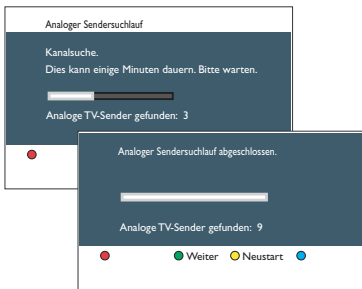 Analoger Sendersuchlauf
Kanalsuche.
Dies kann einige Minuten dauern. Bitte warten.
Analoge TV-Sender gefunden: 3
Analoger Sendersuchlauf abgeschlossen.
Analoge TV-Sender gefunden: 9
Weiter Neustart